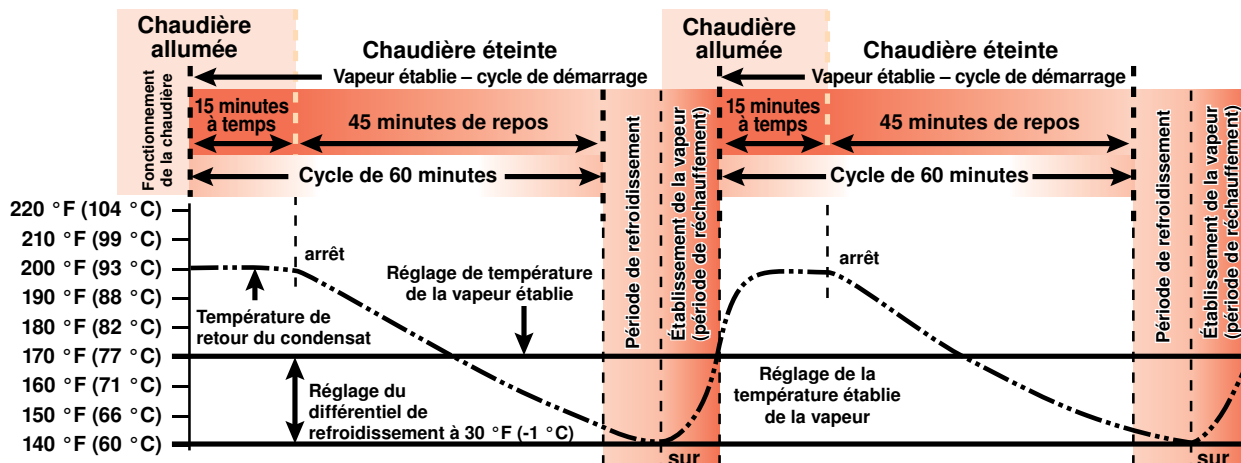 Chaudière
allumée
Chaudière éteinte
Chaudière
allumée
Chaudière éteinte
Vapeur établie – cycle de démarrage
Vapeur établie – cycle de démarrage
Fonctionnement
de la chaudière
15 minutes
à temps
45 minutes de repos
Période de refroidissement
Établissement de la vapeur
(période de réchauffement)
15 minutes
à temps
45 minutes de repos
Période de refroidissement
Établissement de la vapeur
(période de réchauffement)
Cycle de 60 minutes
Cycle de 60 minutes
220 °F (104 °C)
210 °F (99 °C)
200 °F (93 °C)
190 °F (88 °C)
180 °F (82 °C)
170 °F (77 °C)
160 °F (71 °C)
150 °F (66 °C)
140 °F (60 °C)
arrêt
arrêt
Réglage de température
de la vapeur établie
Température de
retour du condensat
Réglage du
différentiel de
refroidissement à 30 °F (-1 °C)
Réglage de la
température établie
de la vapeur
sur
sur